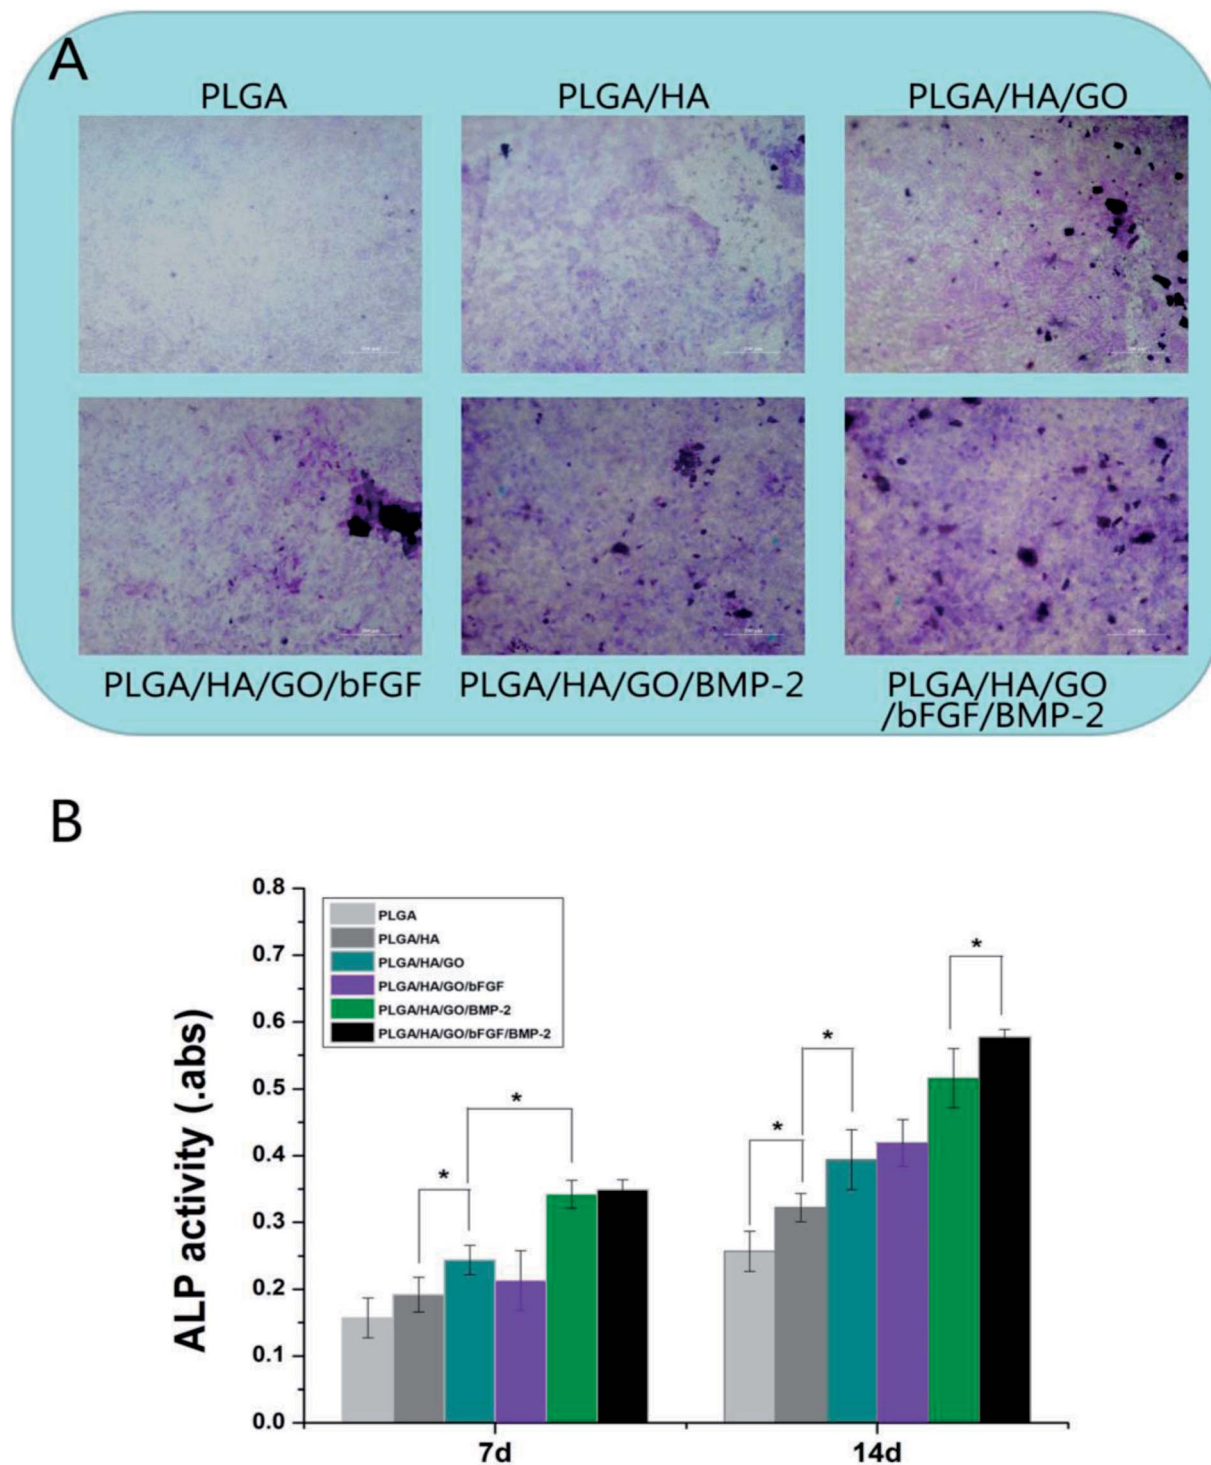 A
PLGA
PLGA/HA
PLGA/HA/GO
PLGA/HA/GO/bFGF
PLGA/HA/GO/BMP-2
PLGA/HA/GO
/bFGF/BMP-2
B
ALP activity (.abs)
0.8
0.7
0.6
0.5
0.4
0.3
0.2
0.1
0.0
PLGA
PLGA/HA
PLGA/HA/GO
PLGA/HA/GO/bFGF
PLGA/HA/GO/BMP-2
PLGA/HA/GO/bFGF/BMP-2
*
*
*
*
*
7d
14d